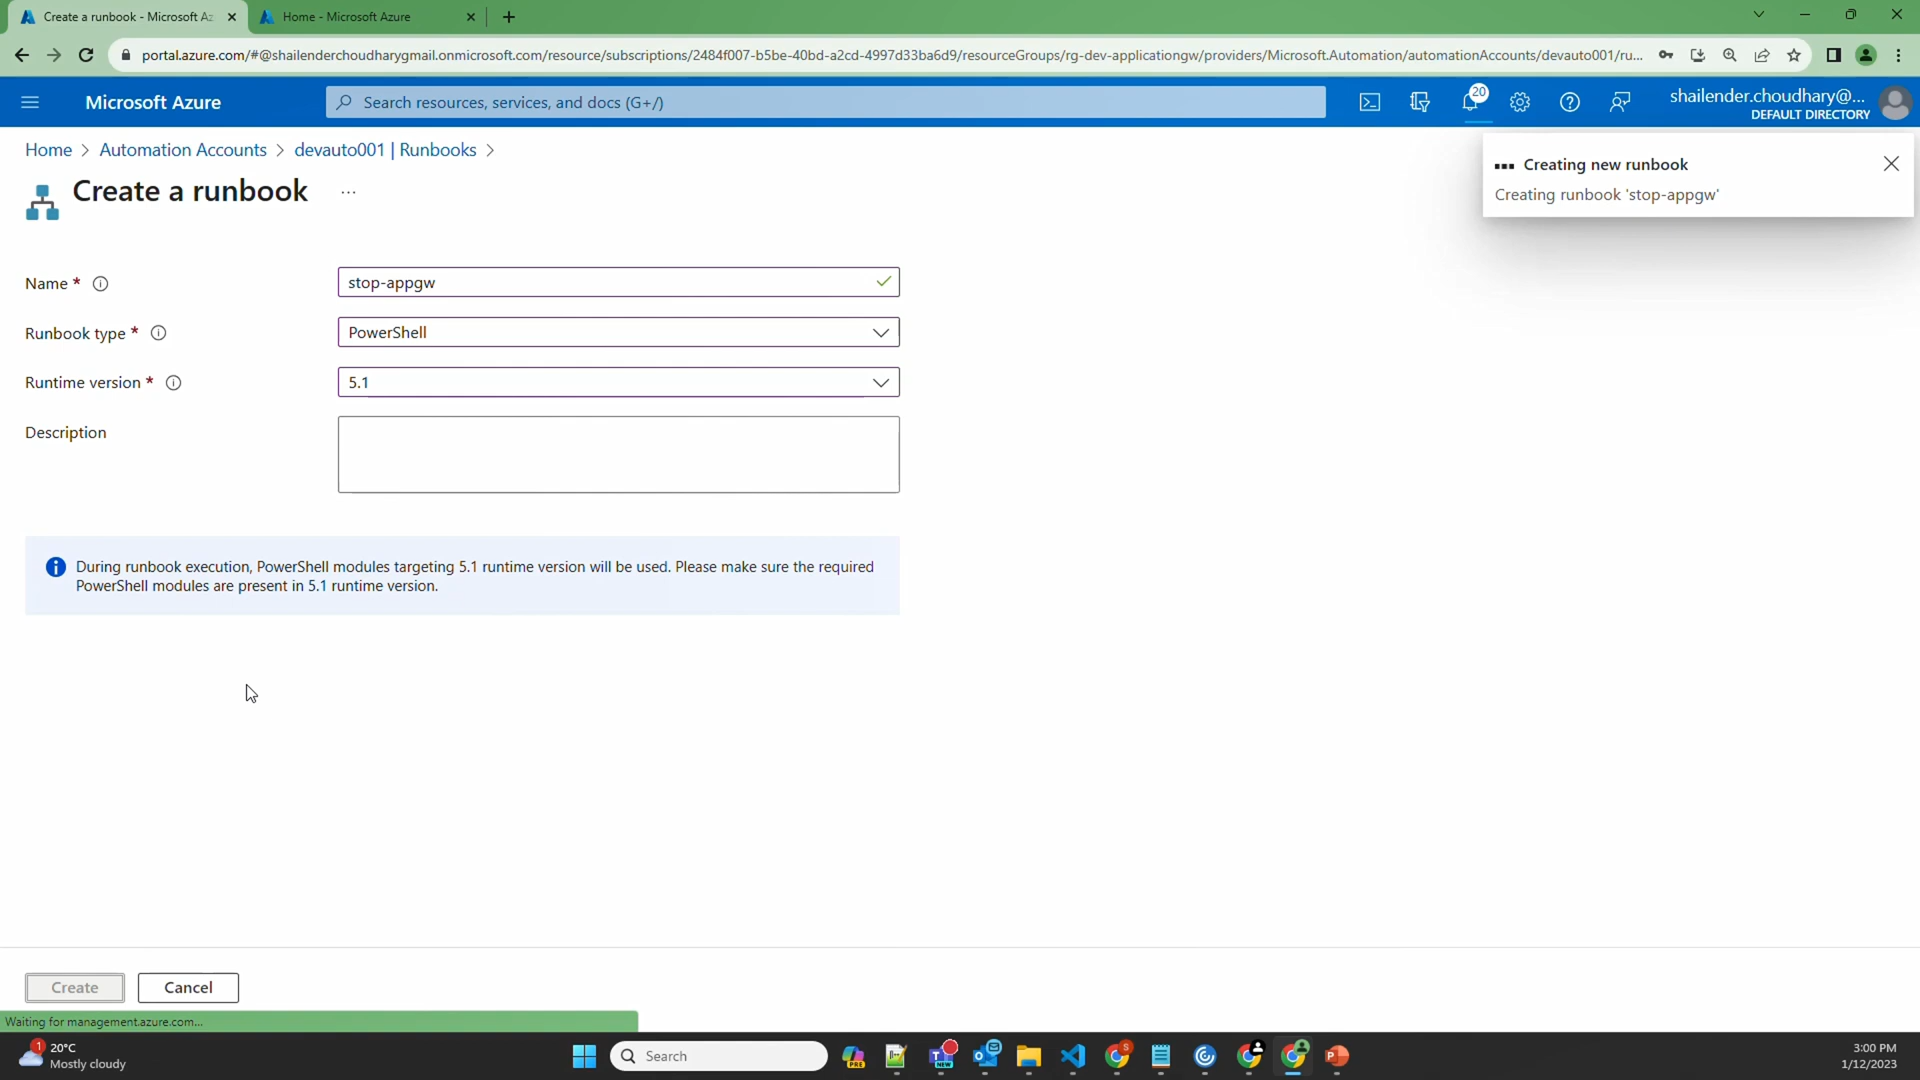 Create a runbook - Microsoft Az
Home - Microsoft Azure
portal.azure.com/#@shailenderchoudharygmail.onmicrosoft.com/resource/subscriptions/2484f007-b5be-40bd-a2cd-4997d33ba6d9/resourceGroups/rg-dev-applicationgw/providers/Microsoft.Automation/automationAccounts/devauto001/ru...
Microsoft Azure
Search resources, services, and docs (G+/)
20
shailender.choudhary@...
DEFAULT DIRECTORY
Home > Automation Accounts > devauto001 | Runbooks >
Create a runbook ...
Creating new runbook
Creating runbook 'stop-appgw'
Name *
stop-appgw
Runbook type *
PowerShell
Runtime version *
5.1
Description
During runbook execution, PowerShell modules targeting 5.1 runtime version will be used. Please make sure the required
PowerShell modules are present in 5.1 runtime version.
Create
Cancel
Waiting for management.azure.com...
1
20°C
Mostly cloudy
Search
PRE
NEW
S
3:00 PM
1/12/2023